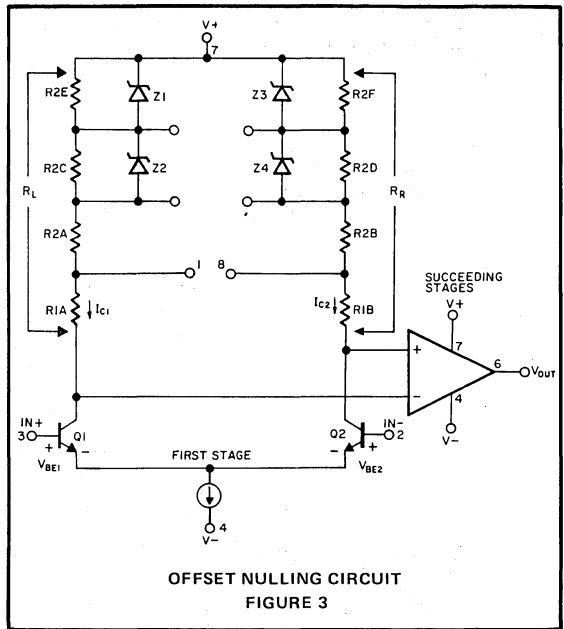 V+
7
R2E
Z1
Z3
R2F
R2C
Z2
Z4
R2D
RL
RR
R2A
R2B
1
8
R1A
IC1
IC2
R1B
SUCCEEDING
STAGES
V+
7
+
6
VOUT
-
4
V-
IN+
3
Q1
+
-
VBE1
FIRST STAGE
Q2
IN-
2
-
+
VBE2
4
V-
OFFSET NULLING CIRCUIT
FIGURE 3